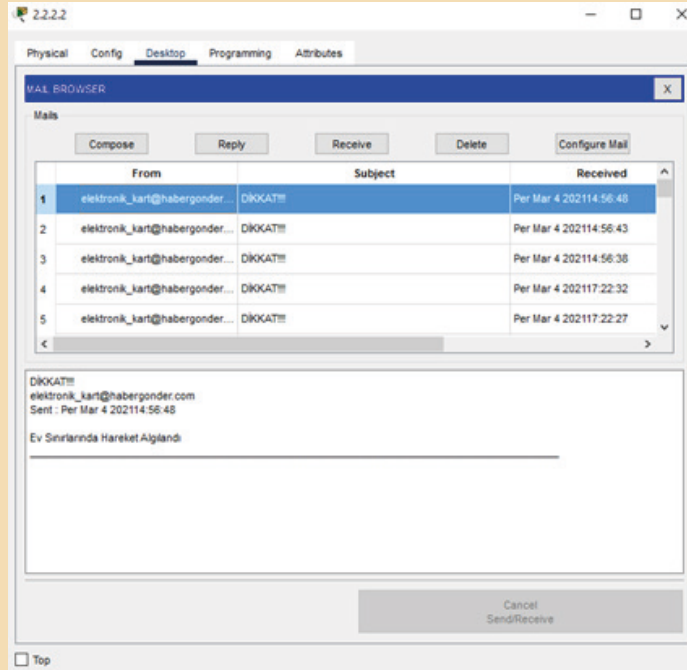 2.2.2.2
Physical Config Desktop Programming Attributes
MAIL BROWSER X
Mails
Compose Reply Receive Delete Configure Mail
From Subject Received
1 elektronik_kart@habergonder... DİKKAT!!! Per Mar 4 202114:56:48
2 elektronik_kart@habergonder... DİKKAT!!! Per Mar 4 202114:56:43
3 elektronik_kart@habergonder... DİKKAT!!! Per Mar 4 202114:56:38
4 elektronik_kart@habergonder... DİKKAT!!! Per Mar 4 202117:22:32
5 elektronik_kart@habergonder... DİKKAT!!! Per Mar 4 202117:22:27
DİKKAT!!!
elektronik_kart@habergonder.com
Sent : Per Mar 4 202114:56:48
Ev Sınırlarında Hareket Algılandı
Cancel
Send/Receive
Top